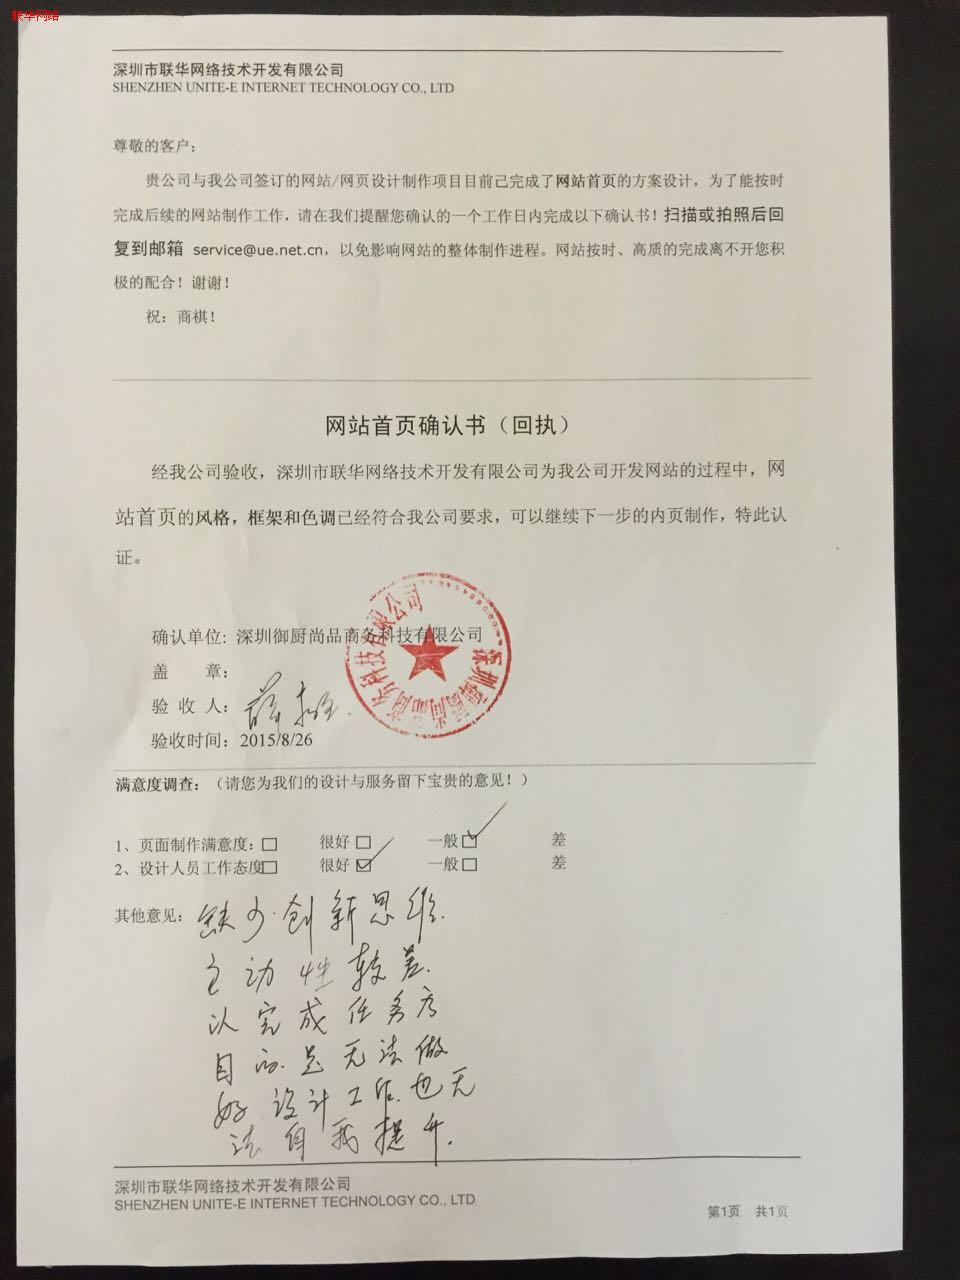 联华网络
深圳市联华网络技术开发有限公司
SHENZHEN UNITE-E INTERNET TECHNOLOGY CO., LTD
尊敬的客户：
贵公司与我公司签订的网站/网页设计制作项目目前己完成了网站首页的方案设计，为了能按时
完成后续的网站制作工作，请在我们提醒您确认的一个工作日内完成以下确认书！扫描或拍照后回
复到邮箱 service@ue.net.cn，以免影响网站的整体制作进程。网站按时、高质的完成离不开您积
极的配合！谢谢！
祝：商祺！
网站首页确认书（回执）
经我公司验收，深圳市联华网络技术开发有限公司为我公司开发网站的过程中，网
站首页的风格，框架和色调已经符合我公司要求，可以继续下一步的内页制作，特此认
证。
确认单位: 深圳御厨尚品商务科技有限公司
盖 章：
深圳御厨尚品商务科技有限公司
验 收 人：
验收时间：2015/8/26
满意度调查：（请您为我们的设计与服务留下宝贵的意见！）
1、页面制作满意度：□ 很好□ 一般☑ 差
2、设计人员工作态度□ 很好☑ 一般□ 差
其他意见：缺少创新思维.
主动性较差.
以完成任务为
目的.是无法做
好设计工作.也无
法自我提升.
深圳市联华网络技术开发有限公司
SHENZHEN UNITE-E INTERNET TECHNOLOGY CO., LTD
第1页 共1页